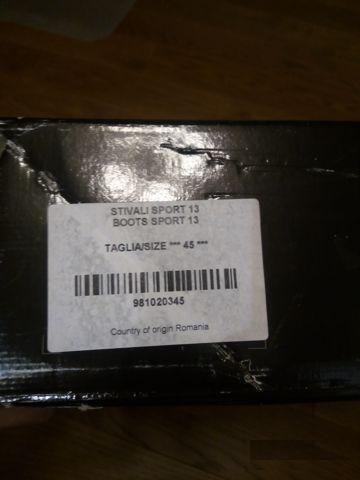 STIVALI SPORT 13
BOOTS SPORT 13
TAGLIA/SIZE *** 45 ***
981020345
Country of origin Romania